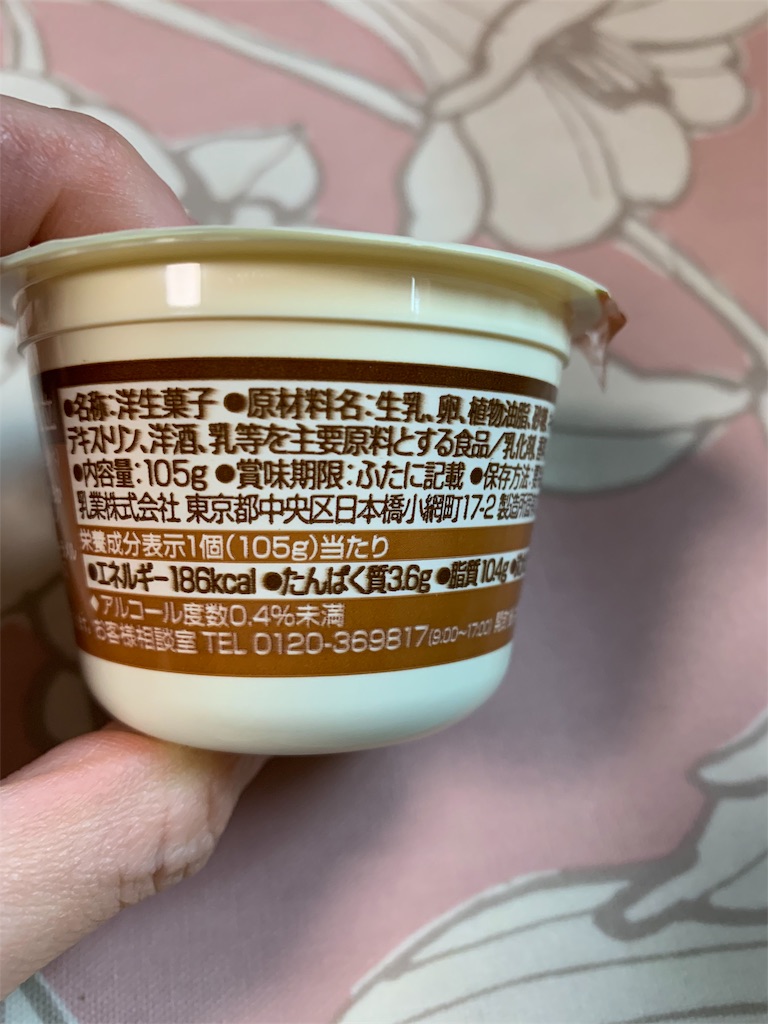 ●名称:洋生菓子 ●原材料名:生乳、卵、植物油脂、砂糖、
デキストリン、洋酒、乳等を主要原料とする食品/乳化剤、
●内容量:105g ●賞味期限:ふたに記載 ●保存方法:
乳業株式会社 東京都中央区日本橋小網町17-2 製造所
栄養成分表示1個(105g)当たり
●エネルギー186kcal ●たんぱく質3.6g ●脂質10.4g
◆アルコール度数0.4%未満
お客様相談室 TEL 0120-369817(9:00~17:00)